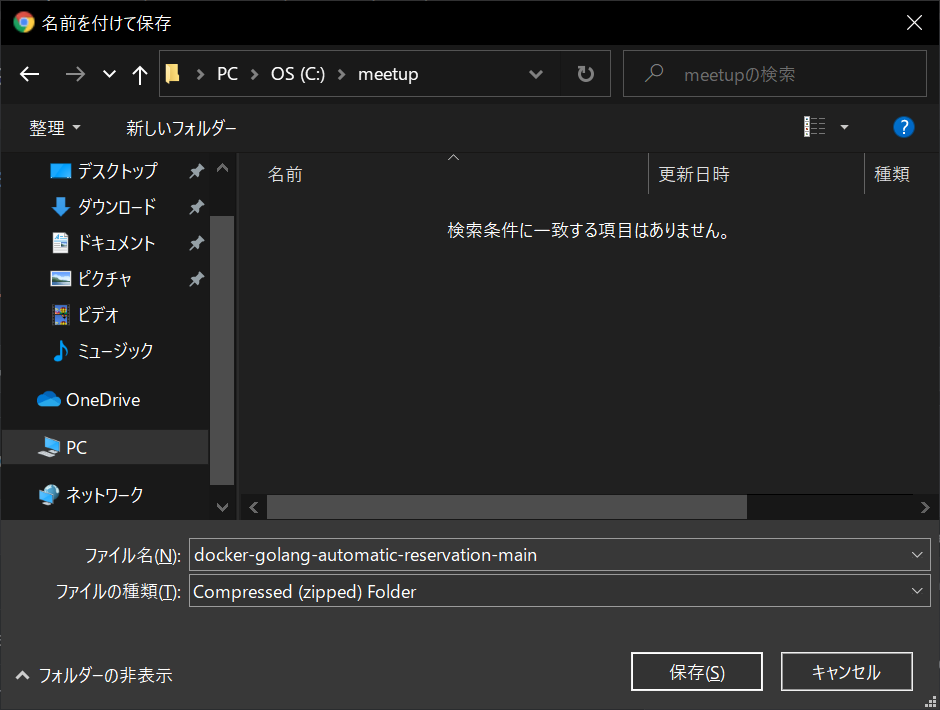 名前を付けて保存
PC > OS (C:) > meetup
meetupの検索
整理
新しいフォルダー
?
名前
更新日時
種類
検索条件に一致する項目はありません。
デスクトップ
ダウンロード
ドキュメント
ピクチャ
ビデオ
ミュージック
OneDrive
PC
ネットワーク
ファイル名(N): docker-golang-automatic-reservation-main
ファイルの種類(T): Compressed (zipped) Folder
フォルダーの非表示
保存(S)
キャンセル